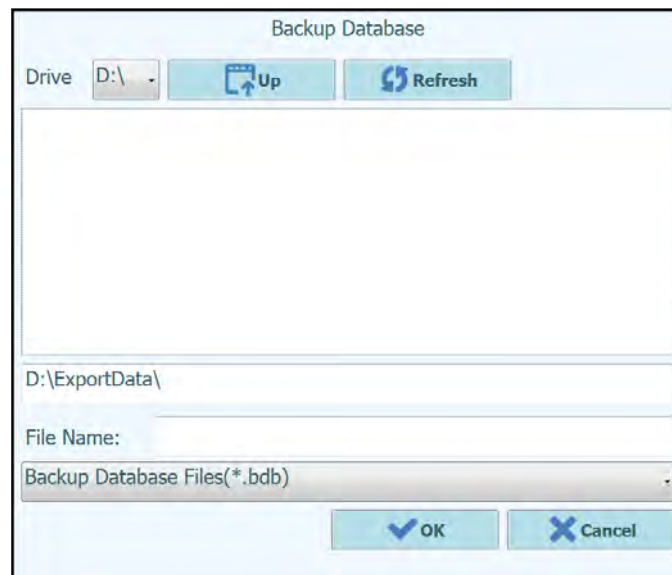 Backup Database
Drive D:\ Up Refresh
D:\ExportData\
File Name:
Backup Database Files(*.bdb)
OK Cancel